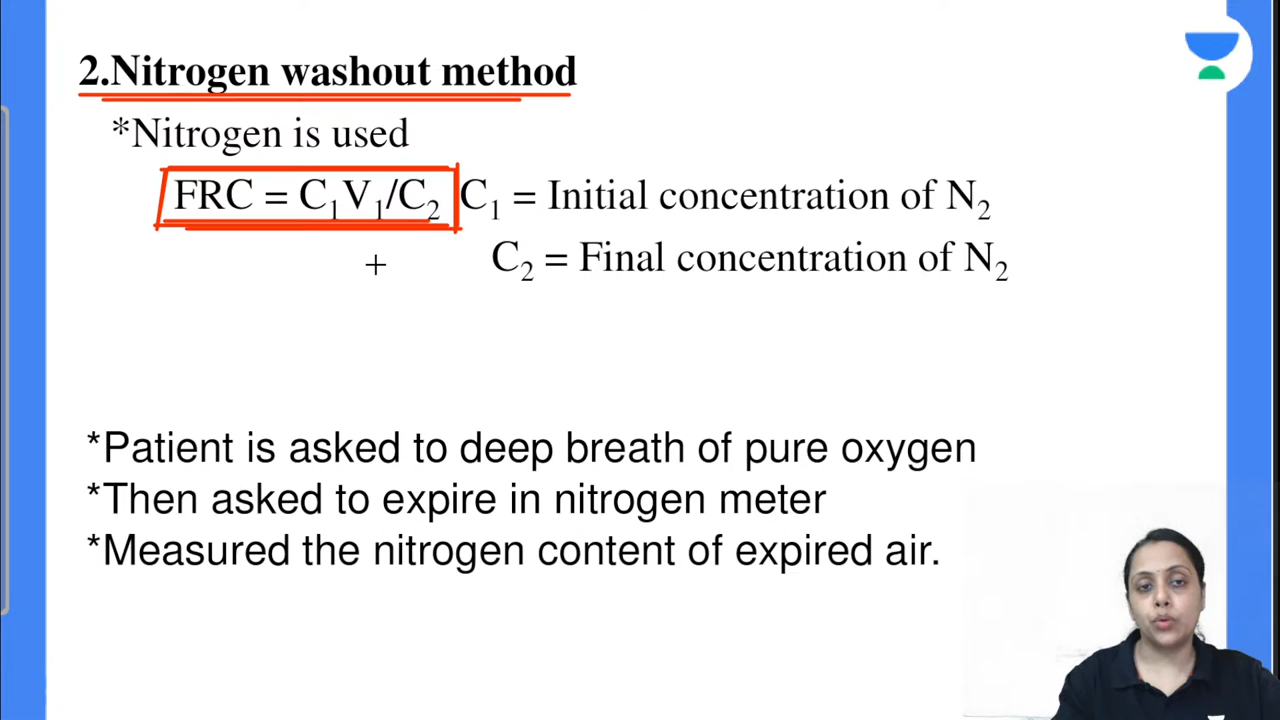 2.Nitrogen washout method
*Nitrogen is used
FRC = C₁V₁/C₂ C₁ = Initial concentration of N₂
C₂ = Final concentration of N₂
*Patient is asked to deep breath of pure oxygen
*Then asked to expire in nitrogen meter
*Measured the nitrogen content of expired air.